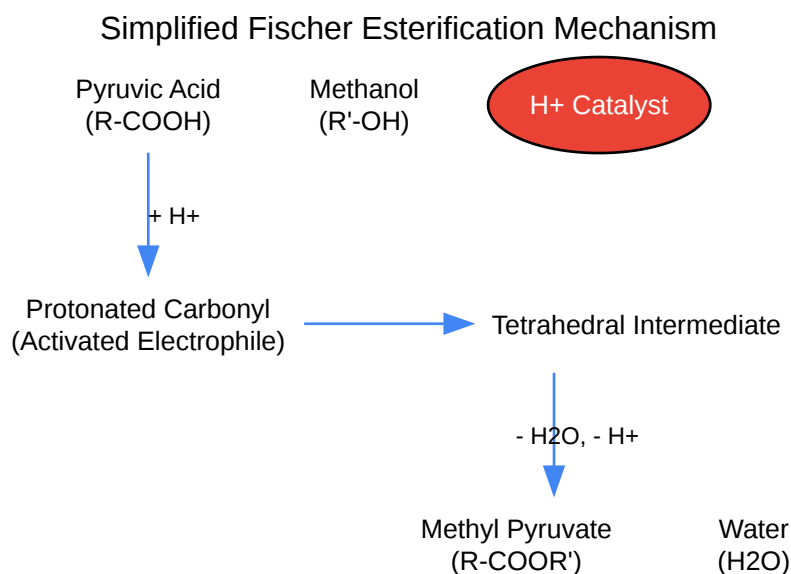 Simplified Fischer Esterification Mechanism
Pyruvic Acid
(R-COOH)
Methanol
(R'-OH)
H+ Catalyst
+ H+
Protonated Carbonyl
(Activated Electrophile)
Tetrahedral Intermediate
- H2O, - H+
Methyl Pyruvate
(R-COOR')
Water
(H2O)